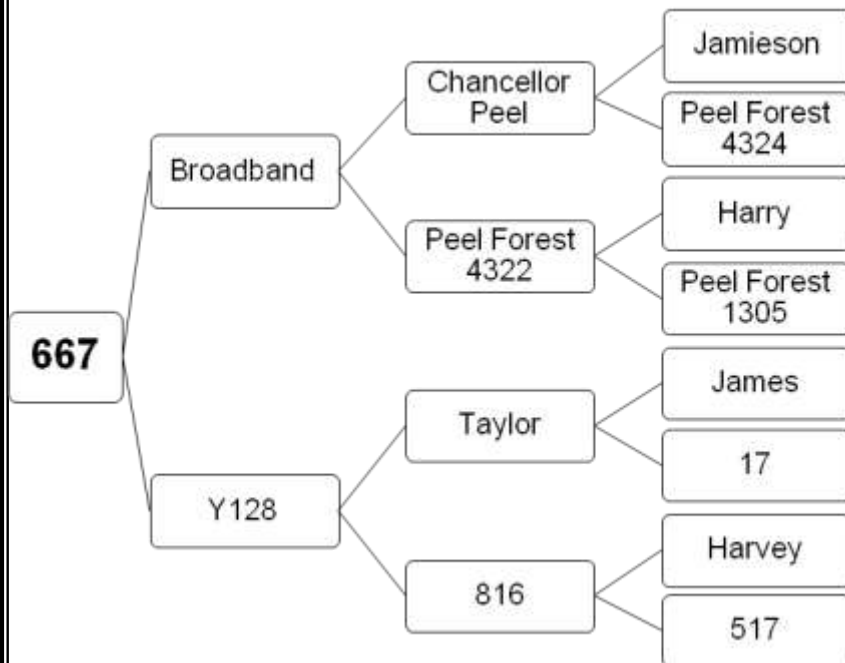 Jamieson
Chancellor
Peel
Peel Forest
4324
Broadband
Harry
Peel Forest
4322
Peel Forest
1305
667
James
Taylor
17
Y128
Harvey
816
517